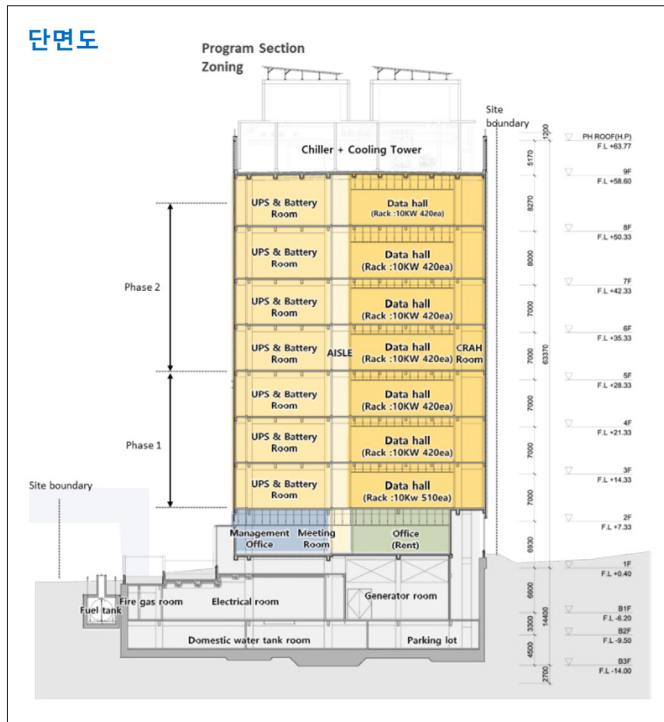 단면도
Program Section
Zoning
Site
boundary
Chiller + Cooling Tower
UPS & Battery
Room
Data hall
(Rack :10KW 420ea)
UPS & Battery
Room
Data hall
(Rack :10KW 420ea)
Phase 2
UPS & Battery
Room
Data hall
(Rack :10KW 420ea)
UPS & Battery
Room
AISLE
Data hall
(Rack :10KW 420ea)
CRAH
Room
UPS & Battery
Room
Data hall
(Rack :10KW 420ea)
Phase 1
UPS & Battery
Room
Data hall
(Rack :10KW 420ea)
UPS & Battery
Room
Data hall
(Rack :10Kw 510ea)
Site boundary
Management
Office
Meeting
Room
Office
(Rent)
Fuel tank
Fire gas room
Electrical room
Generator room
Domestic water tank room
Parking lot
1200
5170
8270
8000
7000
7000
7000
7000
7000
6930
6600
3300
4500
63370
14400
2700
PH ROOF(H.P)
F.L +63.77
9F
F.L +58.60
8F
F.L +50.33
7F
F.L +42.33
6F
F.L +35.33
5F
F.L +28.33
4F
F.L +21.33
3F
F.L +14.33
2F
F.L +7.33
1F
F.L +0.40
B1F
F.L -6.20
B2F
F.L -9.50
B3F
F.L -14.00